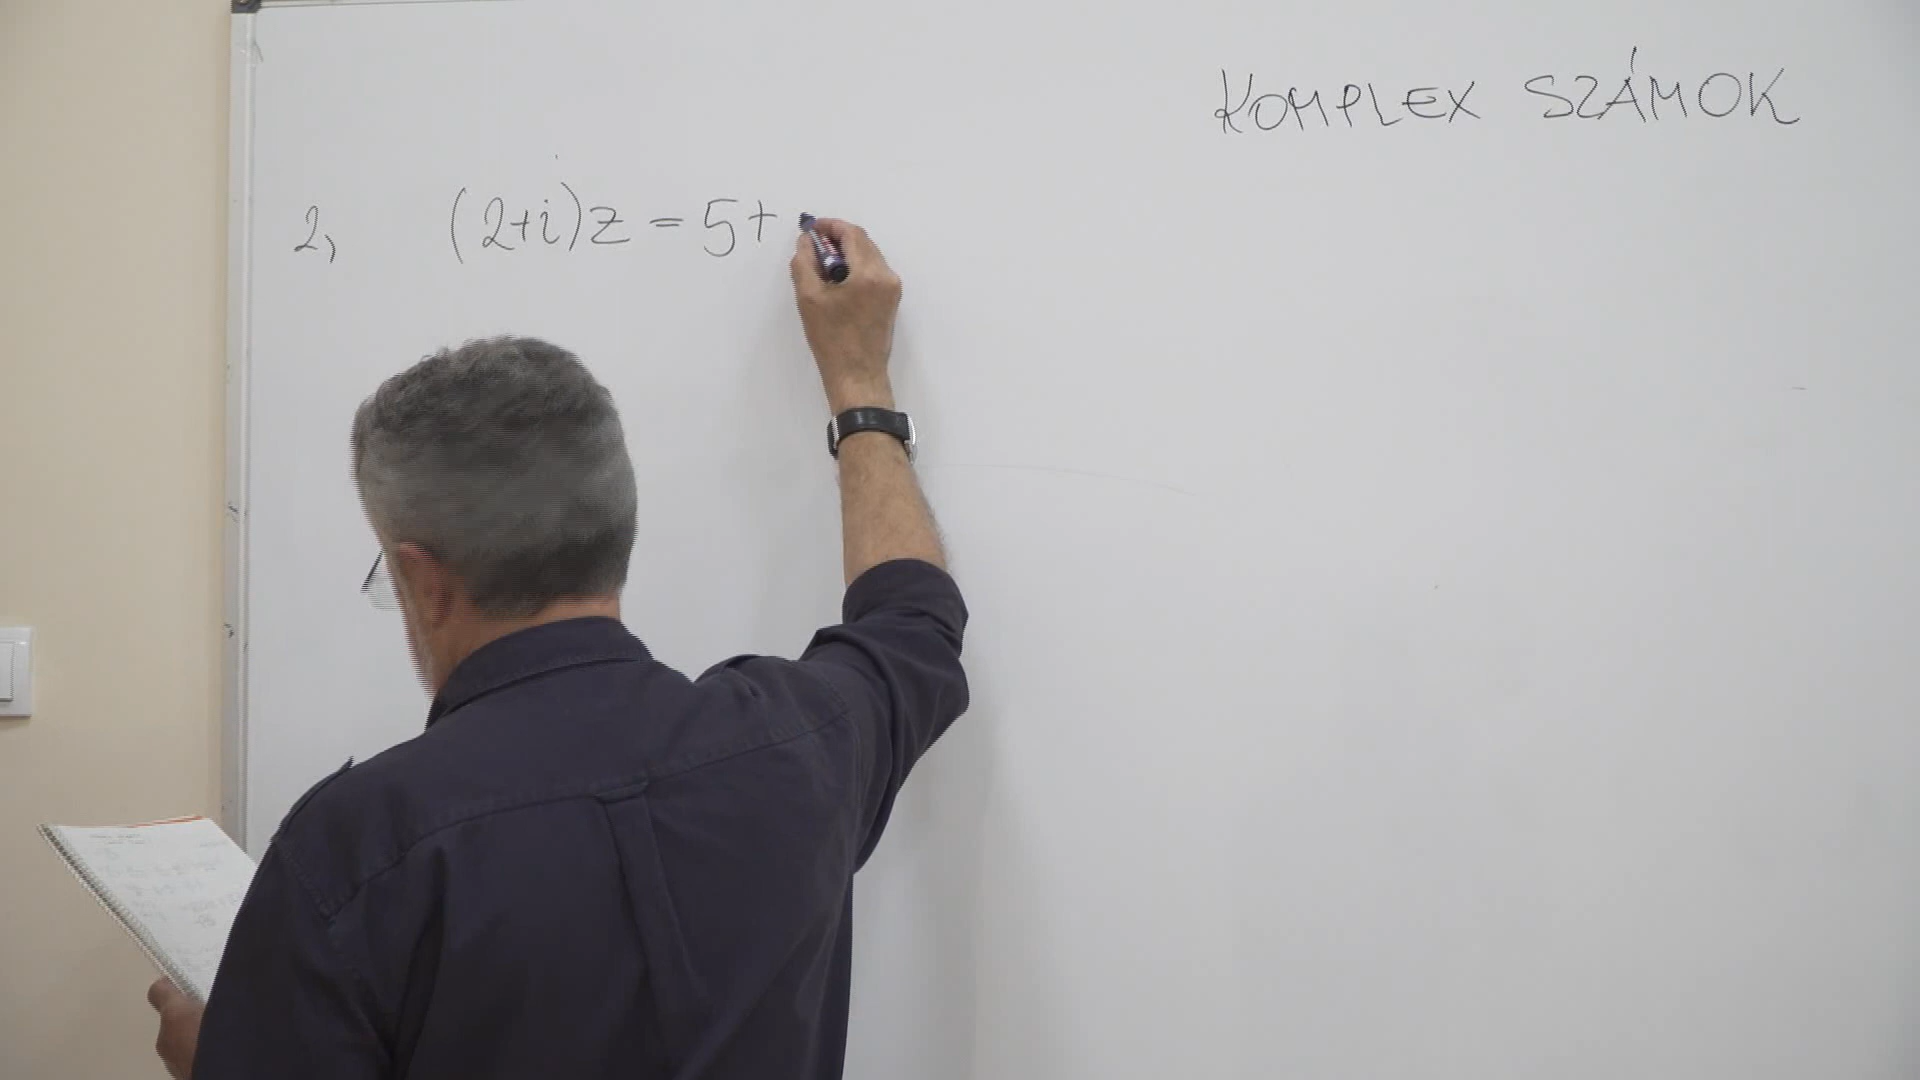 KOMPLEX SZÁMOK
2, (2+i)z = 5+